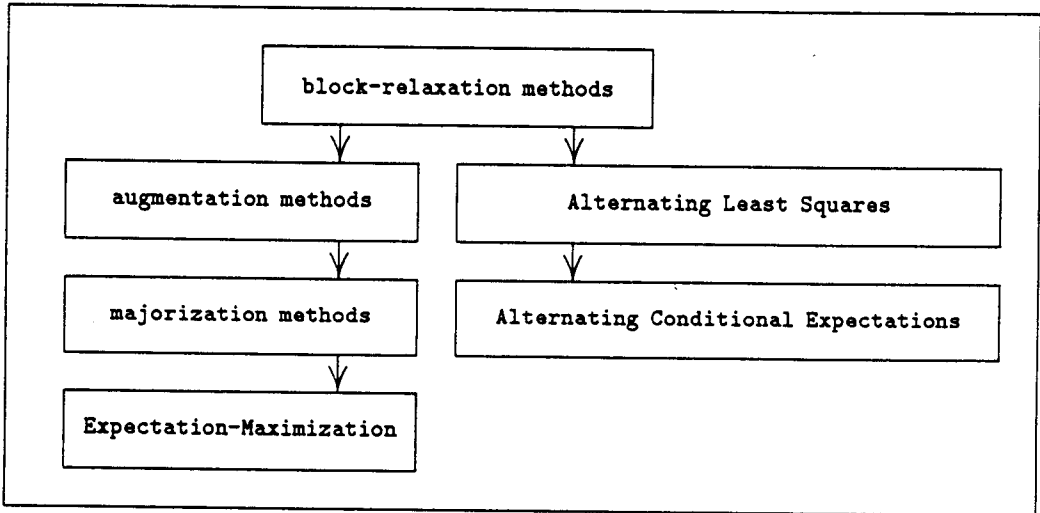 block-relaxation methods
augmentation methods
Alternating Least Squares
majorization methods
Alternating Conditional Expectations
Expectation-Maximization